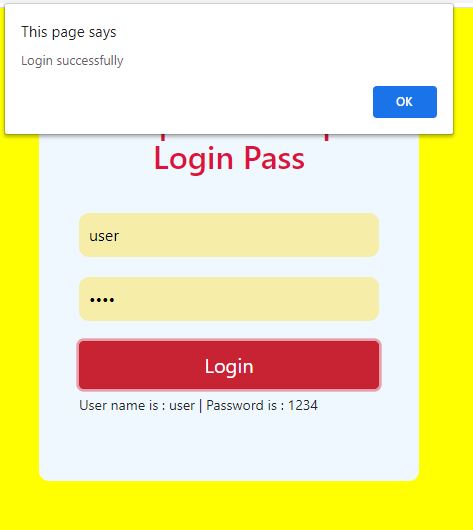 This page says
Login successfully
OK
Login Pass
user
••••
Login
User name is : user | Password is : 1234